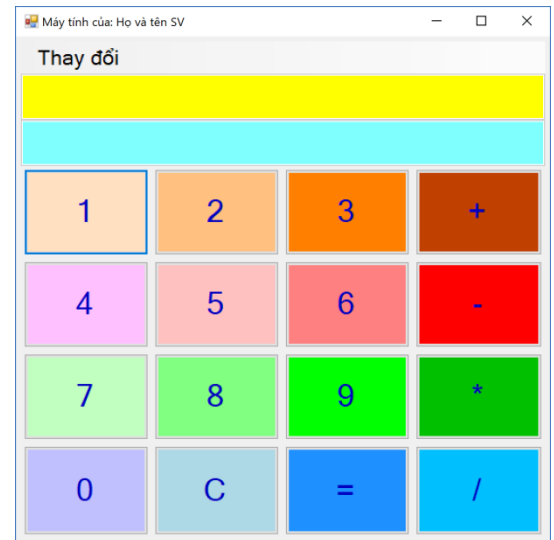 Máy tính của: Họ và tên SV
Thay đổi
1 2 3 +
4 5 6 -
7 8 9 *
0 C = /